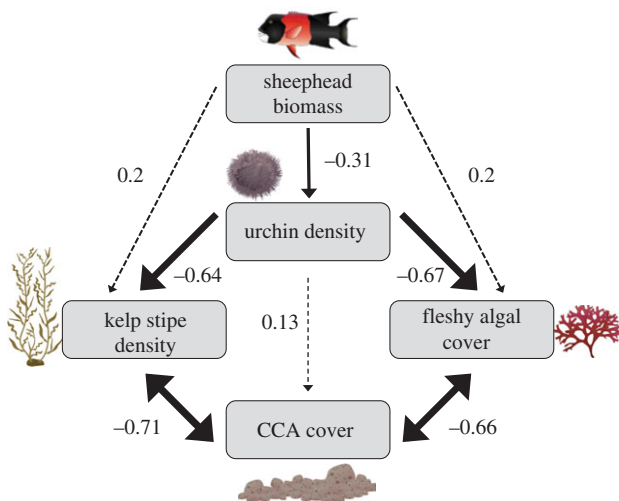 sheephead
biomass
–0.31
0.2
0.2
urchin density
–0.64
–0.67
kelp stipe
density
0.13
fleshy algal
cover
–0.71
CCA cover
–0.66